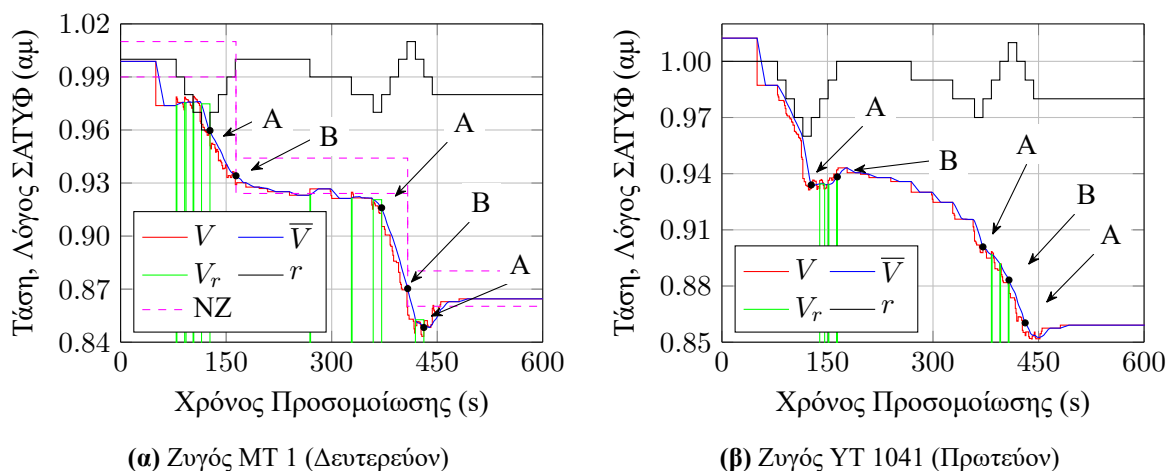 Τάση, Λόγος ΣΑΤΥΦ (αμ)
1.02
0.99
0.96
0.93
0.90
0.87
0.84
A
B
A
B
A
V
V̅
V_r
r
NZ
0
150
300
450
600
Χρόνος Προσομοίωσης (s)
(α) Ζυγός ΜΤ 1 (Δευτερεύον)
Τάση, Λόγος ΣΑΤΥΦ (αμ)
1.00
0.97
0.94
0.91
0.88
0.85
A
B
A
B
A
V
V̅
V_r
r
0
150
300
450
600
Χρόνος Προσομοίωσης (s)
(β) Ζυγός ΥΤ 1041 (Πρωτεύον)